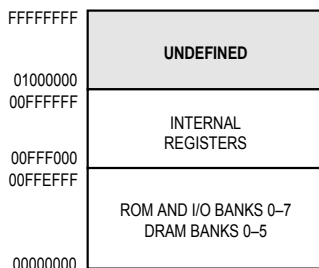 FFFFFFFF
UNDEFINED
01000000
00FFFFFF
INTERNAL
REGISTERS
00FFF000
00FFEFFF
ROM AND I/O BANKS 0–7
DRAM BANKS 0–5
00000000